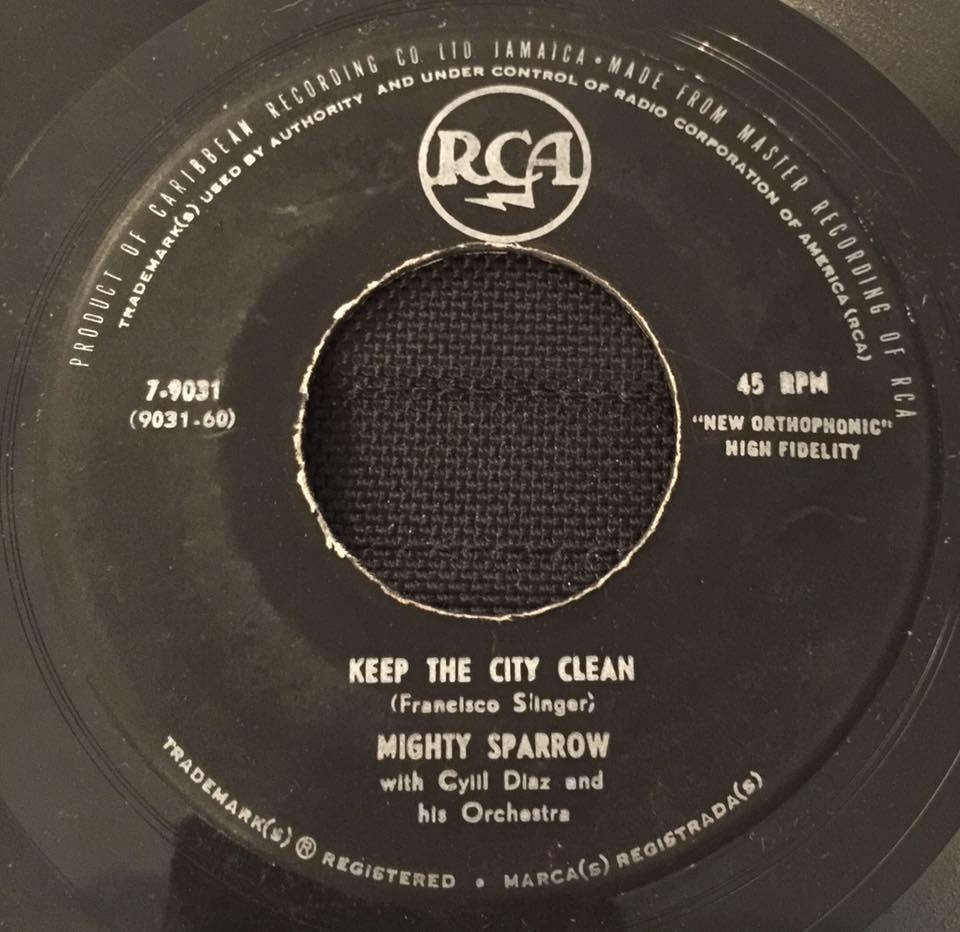 PRODUCT OF CARIBBEAN RECORDING CO. LTD JAMAICA • MADE FROM MASTER RECORDING OF RCA
TRADEMARK(S) USED BY AUTHORITY AND UNDER CONTROL OF RADIO CORPORATION OF AMERICA (RCA)
RCA
7-9031
(9031-60)
45 RPM
"NEW ORTHOPHONIC"
HIGH FIDELITY
KEEP THE CITY CLEAN
(Francisco Slinger)
MIGHTY SPARROW
with Cyiil Diaz and
his Orchestra
TRADEMARK(S) ® REGISTERED • MARCA(S) REGISTRADA(S)